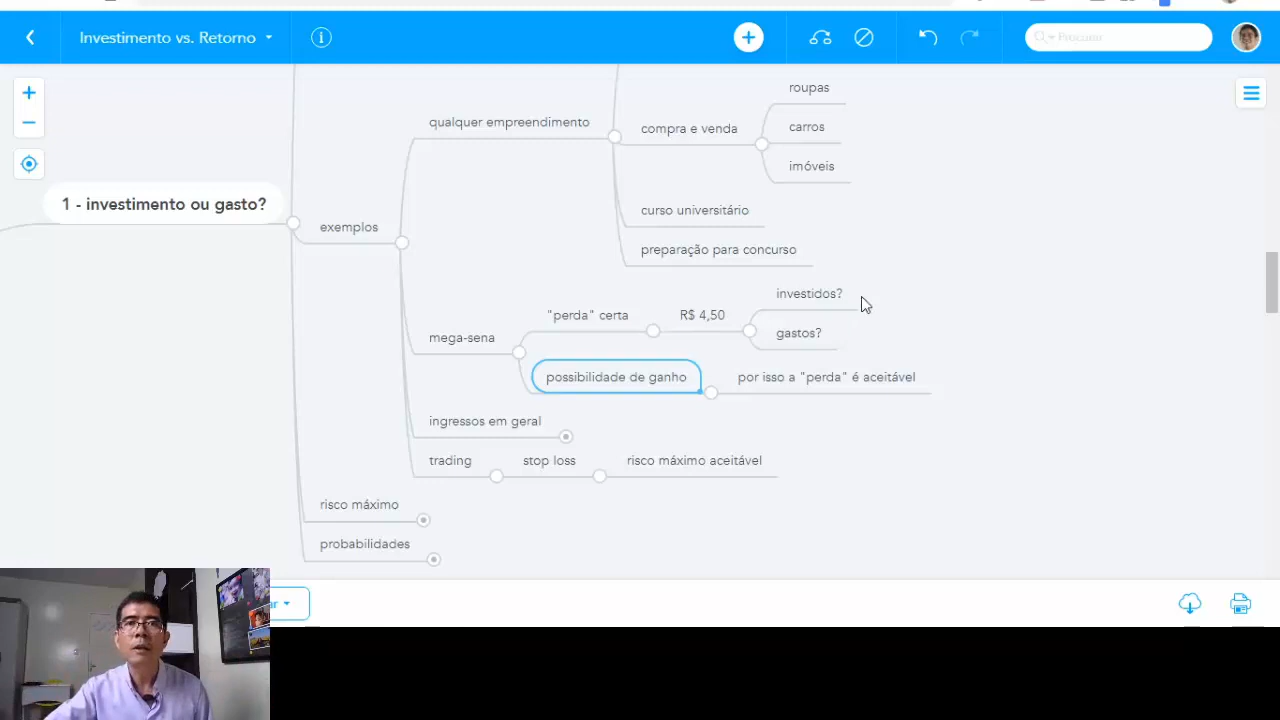 Investimento vs. Retorno
Procurar
roupas
qualquer empreendimento
compra e venda
carros
imóveis
1 - investimento ou gasto?
curso universitário
exemplos
preparação para concurso
investidos?
"perda" certa
R$ 4,50
mega-sena
gastos?
possibilidade de ganho
por isso a "perda" é aceitável
ingressos em geral
trading
stop loss
risco máximo aceitável
risco máximo
probabilidades
ar